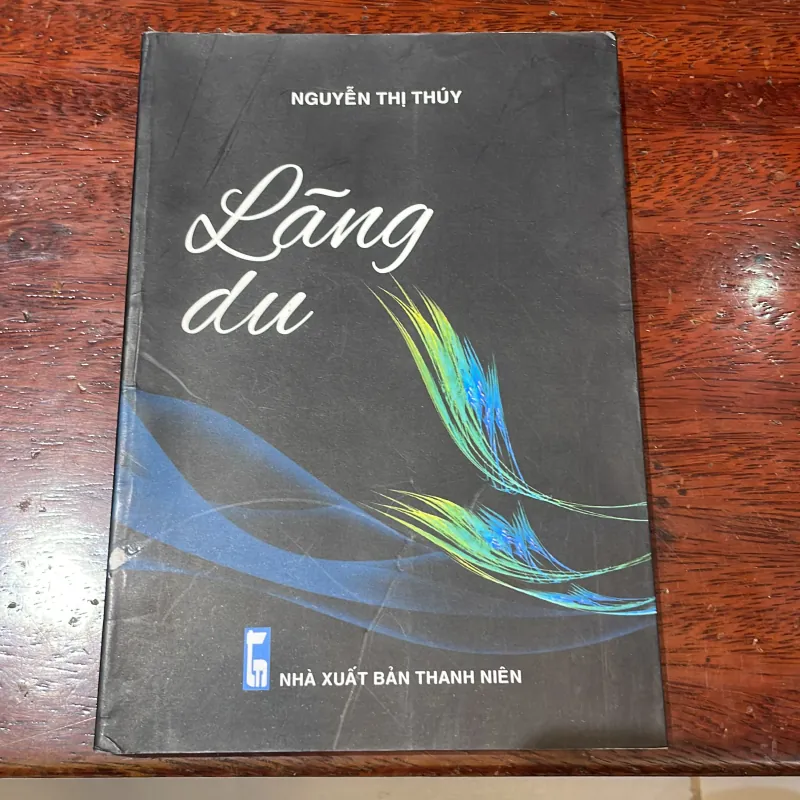 NGUYỄN THỊ THÚY
Lãng
du
NHÀ XUẤT BẢN THANH NIÊN